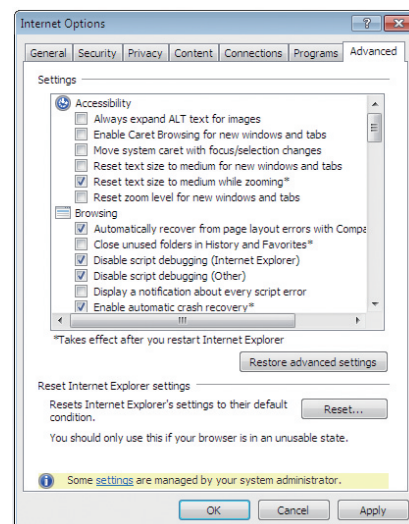 Internet Options
General Security Privacy Content Connections Programs Advanced
Settings
Accessibility
Always expand ALT text for images
Enable Caret Browsing for new windows and tabs
Move system caret with focus/selection changes
Reset text size to medium for new windows and tabs
Reset text size to medium while zooming*
Reset zoom level for new windows and tabs
Browsing
Automatically recover from page layout errors with Compa
Close unused folders in History and Favorites*
Disable script debugging (Internet Explorer)
Disable script debugging (Other)
Display a notification about every script error
Enable automatic crash recovery*
*Takes effect after you restart Internet Explorer
Restore advanced settings
Reset Internet Explorer settings
Resets Internet Explorer's settings to their default
condition.
Reset...
You should only use this if your browser is in an unusable state.
Some settings are managed by your system administrator.
OK Cancel Apply